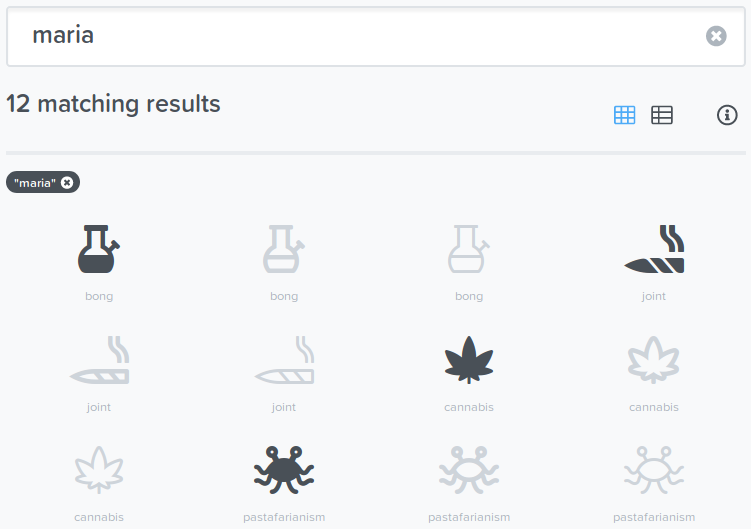 maria
12 matching results
"maria"
bong
bong
bong
joint
joint
joint
cannabis
cannabis
cannabis
pastafarianism
pastafarianism
pastafarianism